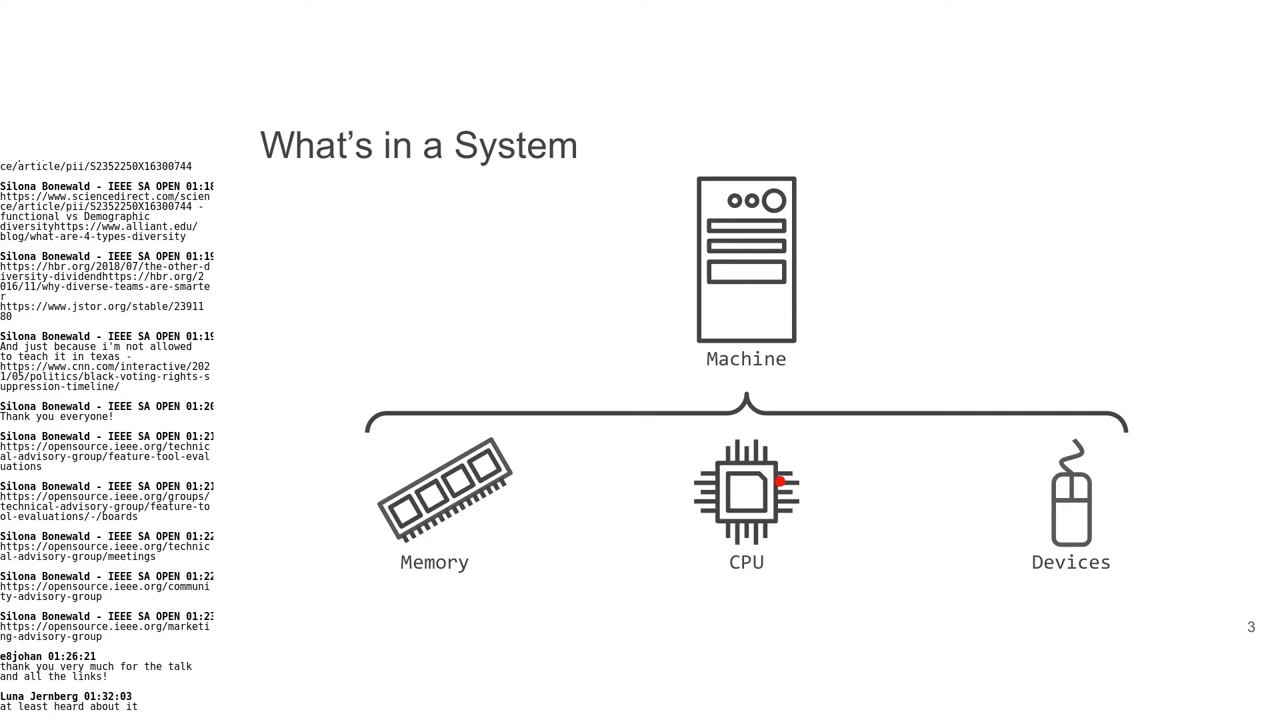 What's in a System
ce/article/pii/S2352250X16300744
Silona Bonewald - IEEE SA OPEN 01:18
https://www.sciencedirect.com/scien
ce/article/pii/S2352250X16300744 -
functional vs Demographic
diversityhttps://www.alliant.edu/
blog/what-are-4-types-diversity
Silona Bonewald - IEEE SA OPEN 01:19
https://hbr.org/2018/07/the-other-d
iversity-dividendhttps://hbr.org/2
016/11/why-diverse-teams-are-smarte
r
https://www.jstor.org/stable/23911
80
Silona Bonewald - IEEE SA OPEN 01:19
And just because i'm not allowed
to teach it in texas -
https://www.cnn.com/interactive/202
1/05/politics/black-voting-rights-s
uppression-timeline/
Silona Bonewald - IEEE SA OPEN 01:20
Thank you everyone!
Silona Bonewald - IEEE SA OPEN 01:21
https://opensource.ieee.org/technic
al-advisory-group/feature-tool-eval
uations
Silona Bonewald - IEEE SA OPEN 01:21
https://opensource.ieee.org/groups/
technical-advisory-group/feature-to
ol-evaluations/-/boards
Silona Bonewald - IEEE SA OPEN 01:22
https://opensource.ieee.org/technic
al-advisory-group/meetings
Silona Bonewald - IEEE SA OPEN 01:22
https://opensource.ieee.org/communi
ty-advisory-group
Silona Bonewald - IEEE SA OPEN 01:23
https://opensource.ieee.org/marketi
ng-advisory-group
e8johan 01:26:21
thank you very much for the talk
and all the links!
Luna Jernberg 01:32:03
at least heard about it
Machine
Memory
CPU
Devices
3